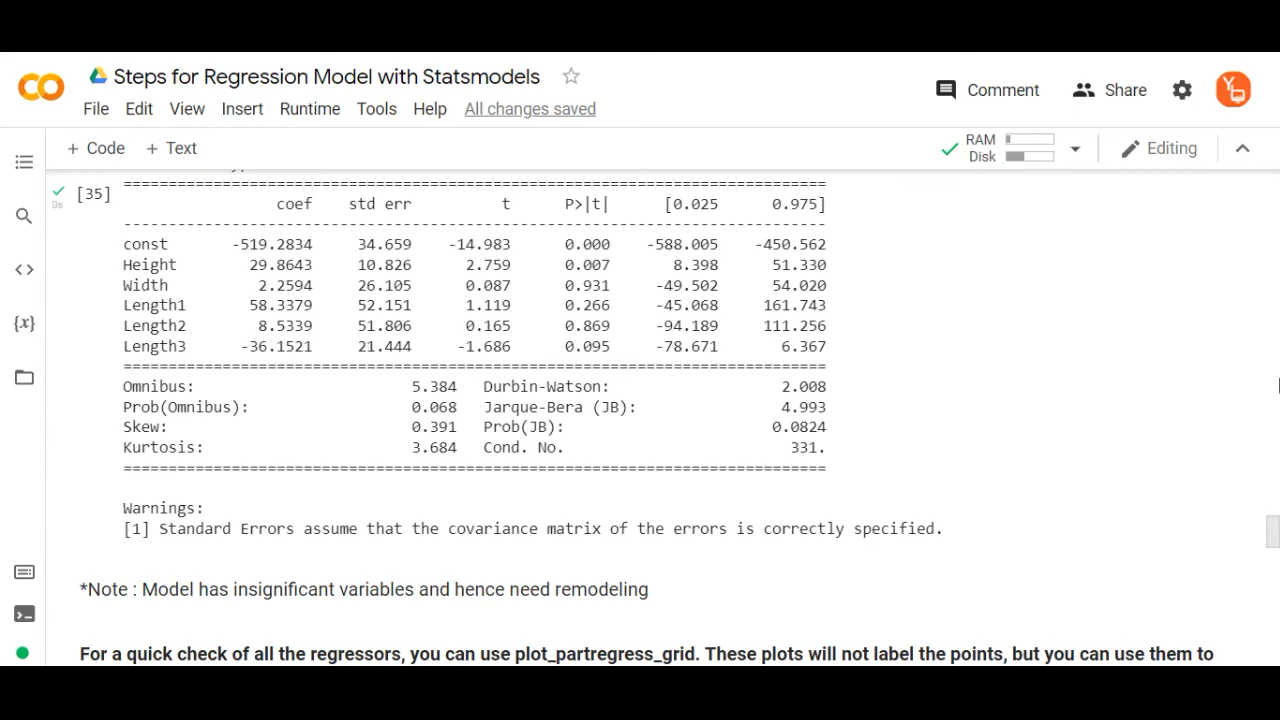 Steps for Regression Model with Statsmodels
Comment
Share
File Edit View Insert Runtime Tools Help All changes saved
+ Code + Text
RAM
Disk
Editing
[35]
==============================================================================
coef std err t P>|t| [0.025 0.975]
------------------------------------------------------------------------------
const -519.2834 34.659 -14.983 0.000 -588.005 -450.562
Height 29.8643 10.826 2.759 0.007 8.398 51.330
Width 2.2594 26.105 0.087 0.931 -49.502 54.020
Length1 58.3379 52.151 1.119 0.266 -45.068 161.743
Length2 8.5339 51.806 0.165 0.869 -94.189 111.256
Length3 -36.1521 21.444 -1.686 0.095 -78.671 6.367
==============================================================================
Omnibus: 5.384 Durbin-Watson: 2.008
Prob(Omnibus): 0.068 Jarque-Bera (JB): 4.993
Skew: 0.391 Prob(JB): 0.0824
Kurtosis: 3.684 Cond. No. 331.
==============================================================================
Warnings:
[1] Standard Errors assume that the covariance matrix of the errors is correctly specified.
*Note : Model has insignificant variables and hence need remodeling
For a quick check of all the regressors, you can use plot_partregress_grid. These plots will not label the points, but you can use them to